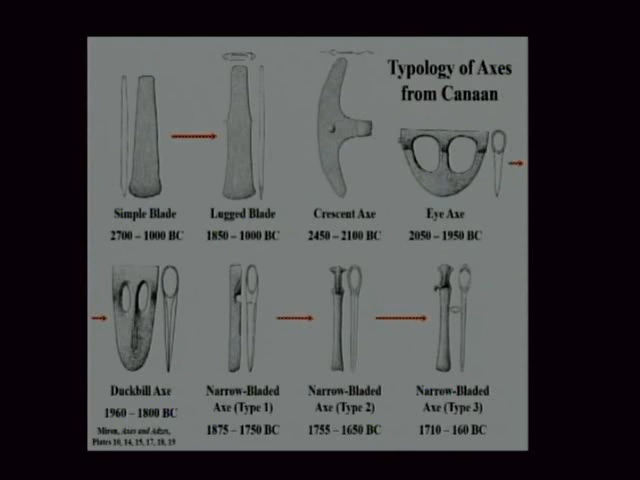 Typology of Axes
from Canaan
Simple Blade
2700 – 1000 BC
Lugged Blade
1850 – 1000 BC
Crescent Axe
2450 – 2100 BC
Eye Axe
2050 – 1950 BC
Duckbill Axe
1960 – 1800 BC
Narrow-Bladed
Axe (Type 1)
1875 – 1750 BC
Narrow-Bladed
Axe (Type 2)
1755 – 1650 BC
Narrow-Bladed
Axe (Type 3)
1710 – 160 BC
Miron, Axes and Adzes,
Plates 10, 14, 15, 17, 18, 19